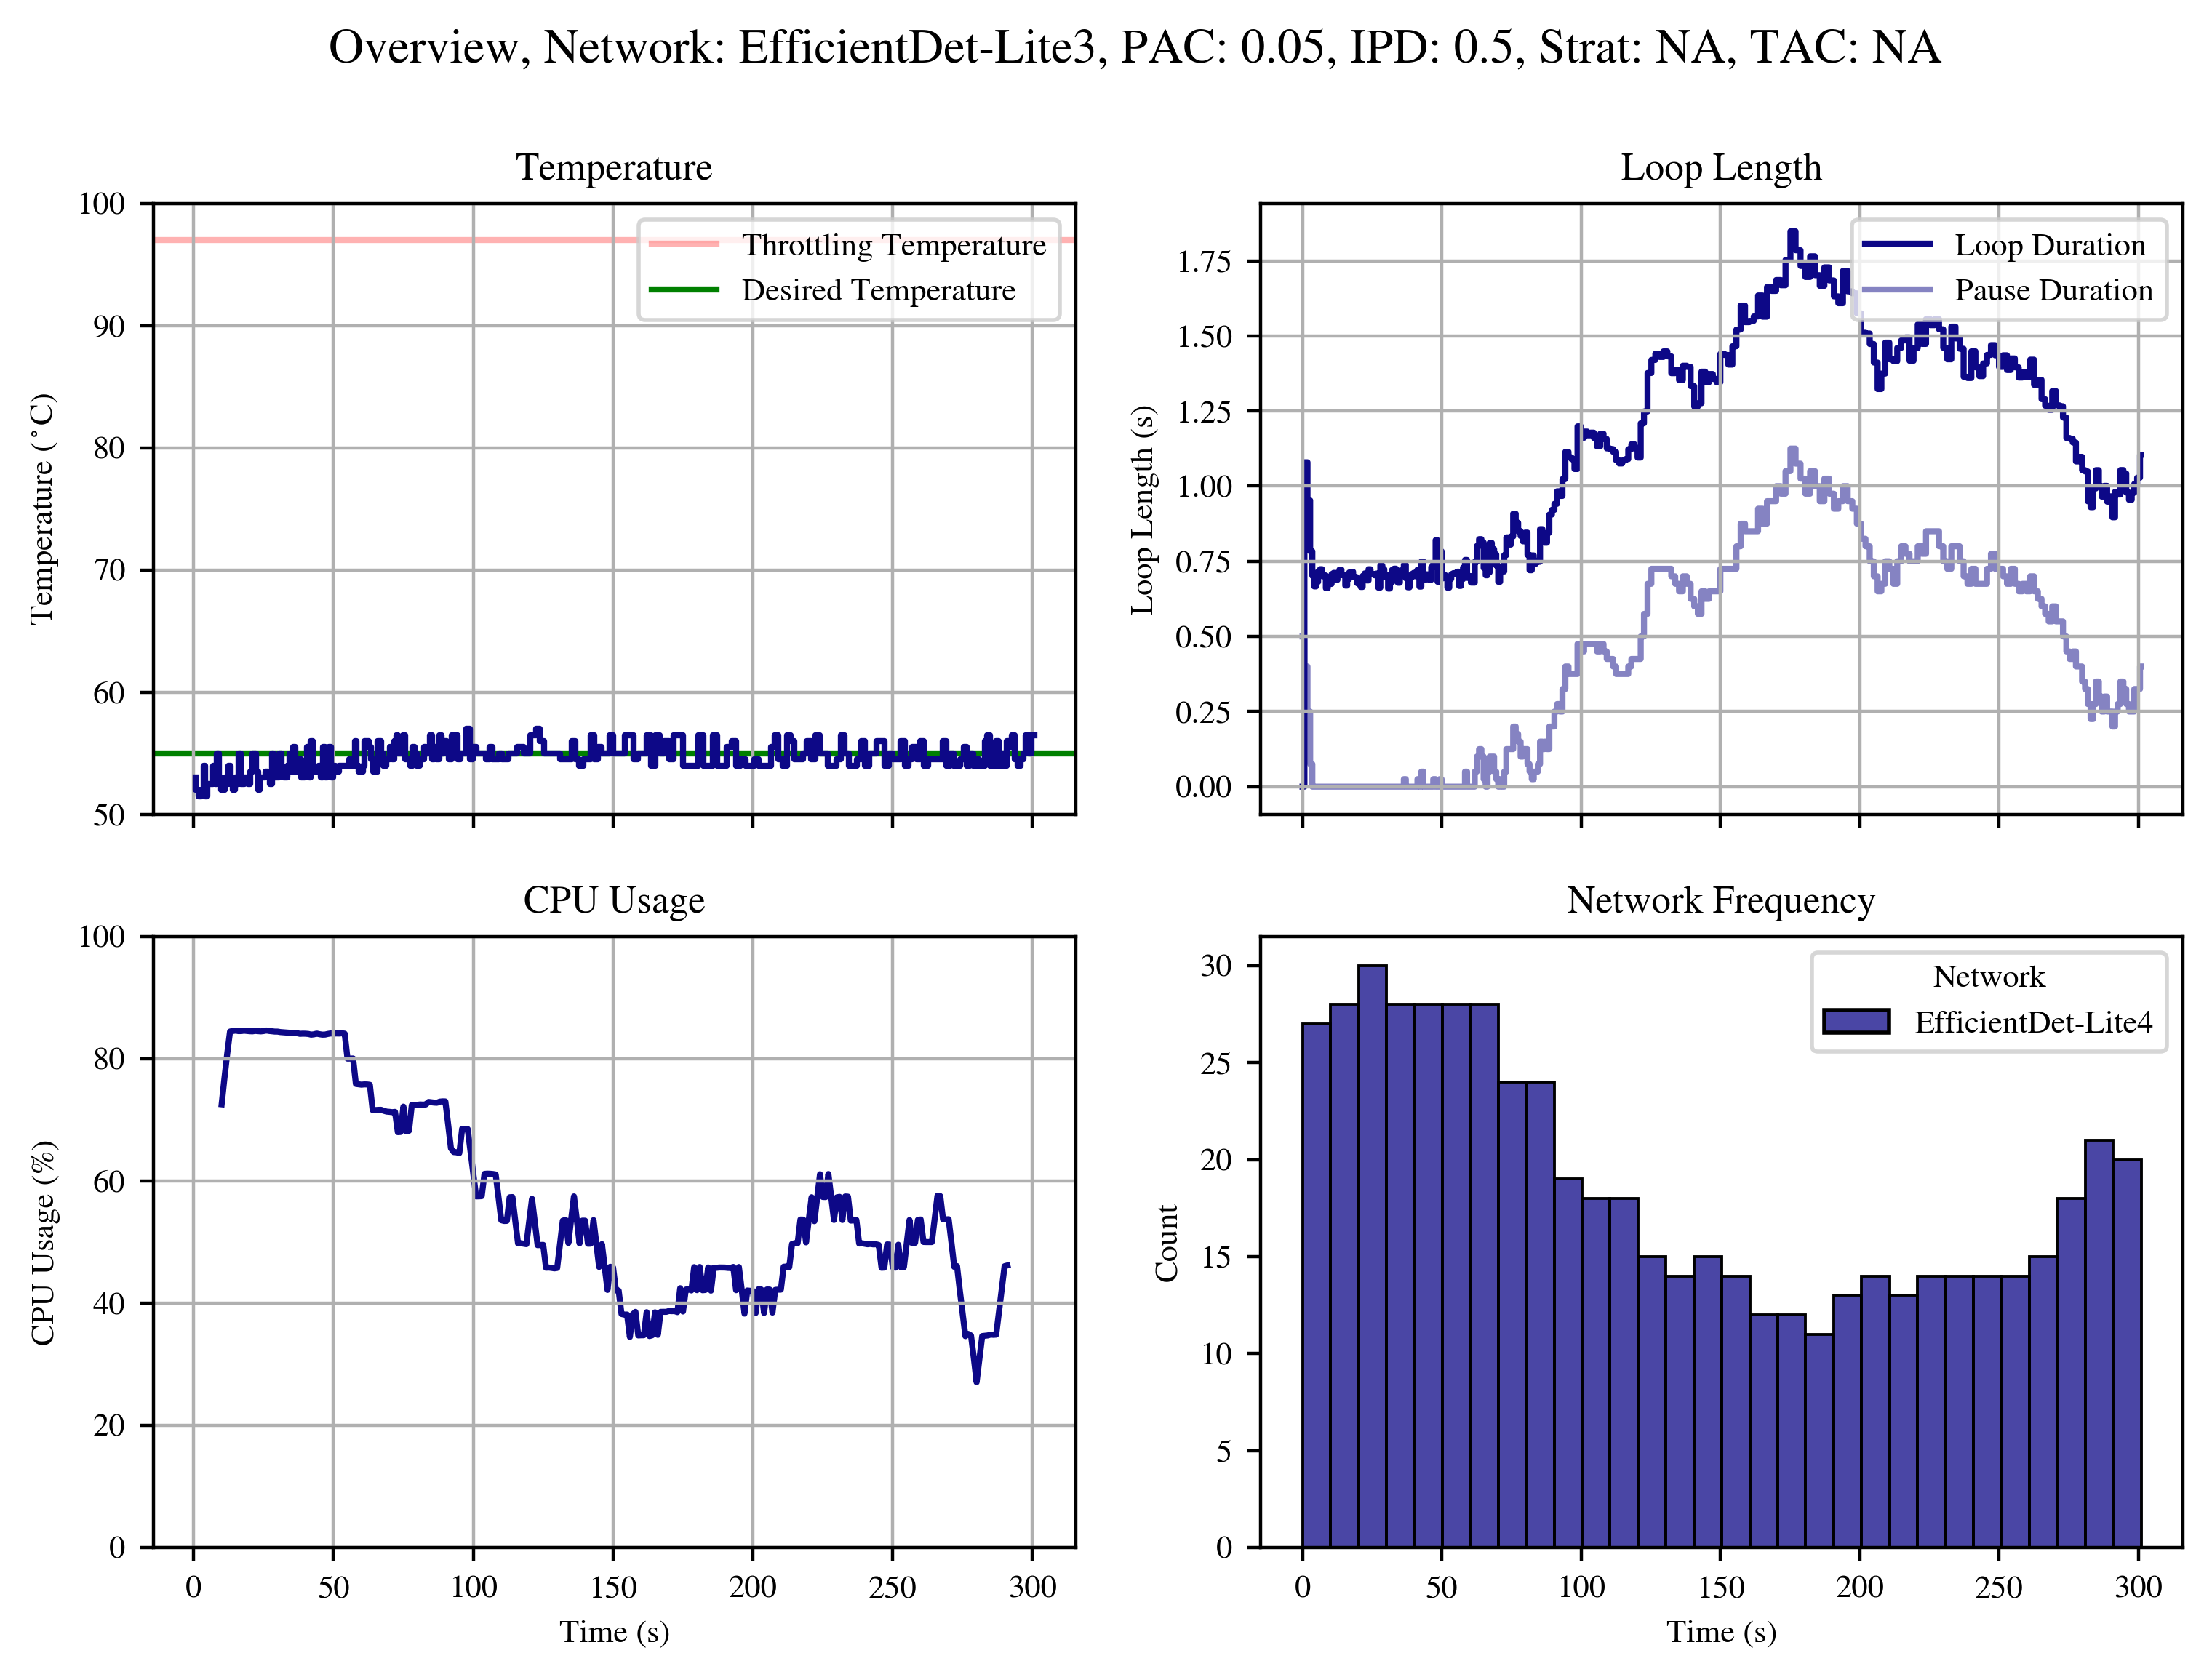 Overview, Network: EfficientDet-Lite3, PAC: 0.05, IPD: 0.5, Strat: NA, TAC: NA
Temperature
100
90
80
70
60
50
Temperature (°C)
Throttling Temperature
Desired Temperature
Loop Length
1.75
1.50
1.25
1.00
0.75
0.50
0.25
0.00
Loop Length (s)
Loop Duration
Pause Duration
CPU Usage
100
80
60
40
20
0
CPU Usage (%)
0 50 100 150 200 250 300
Time (s)
Network Frequency
30
25
20
15
10
5
0
Count
Network
EfficientDet-Lite4
0 50 100 150 200 250 300
Time (s)